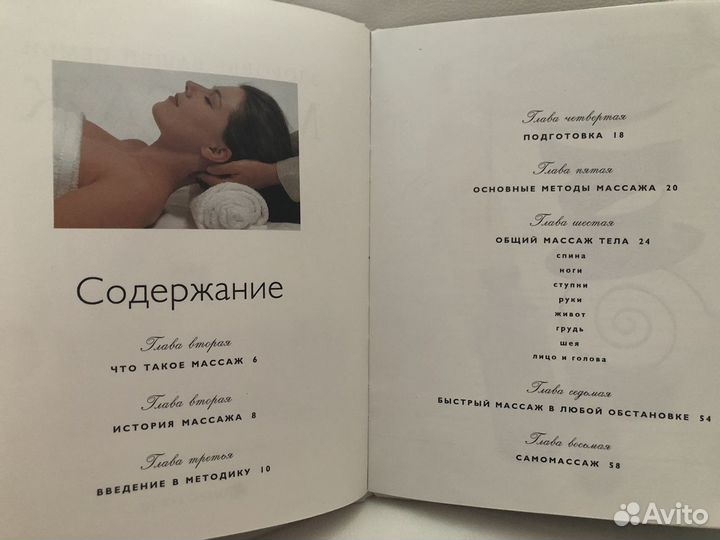 Содержание
Глава вторая
ЧТО ТАКОЕ МАССАЖ 6
Глава вторая
ИСТОРИЯ МАССАЖА 8
Глава третья
ВВЕДЕНИЕ В МЕТОДИКУ 10
Глава четвертая
ПОДГОТОВКА 18
Глава пятая
ОСНОВНЫЕ МЕТОДЫ МАССАЖА 20
Глава шестая
ОБЩИЙ МАССАЖ ТЕЛА 24
СПИНА
НОГИ
СТУПНИ
РУКИ
ЖИВОТ
ГРУДЬ
ШЕЯ
ЛИЦО И ГОЛОВА
Глава седьмая
БЫСТРЫЙ МАССАЖ В ЛЮБОЙ ОБСТАНОВКЕ 54
Глава восьмая
САМОМАССАЖ 58
Avito